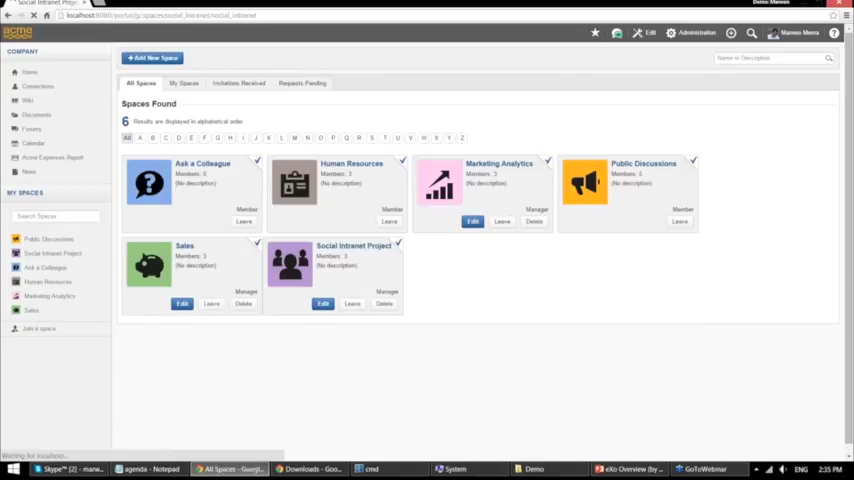 Social Intranet Proje
Demo: Marwen
localhost:8080/portal/g/:spaces:social_intranet/social_intranet
acme
Edit
Administration
COMPANY
Home
Connections
Wiki
Documents
Forums
Calendar
Acme Expenses Report
News
MY SPACES
Search Spaces
Public Discussions
Social Intranet Project
Ask a Colleague
Human Resources
Marketing Analytics
Sales
Join a space
+Add New Space
Name or Description
All Spaces
My Spaces
Invitations Received
Requests Pending
Spaces Found
6 Results are displayed in alphabetical order
All A B C D E F G H I J K L M N O P Q R S T U V W X Y Z
Ask a Colleague
Members: 5
(No description)
Member
Leave
Human Resources
Members: 3
(No description)
Member
Leave
Marketing Analytics
Members: 3
(No description)
Manager
Edit Leave Delete
Public Discussions
Members: 5
(No description)
Member
Leave
Sales
Members: 3
(No description)
Manager
Edit Leave Delete
Social Intranet Project
Members: 3
(No description)
Manager
Edit Leave Delete
Waiting for localhost...
Skype™ [2] - marw...
agenda - Notepad
All Spaces - Googl...
Downloads - Goo...
cmd
System
Demo
eXo Overview (by ...
GoToWebinar
ENG
2:35 PM